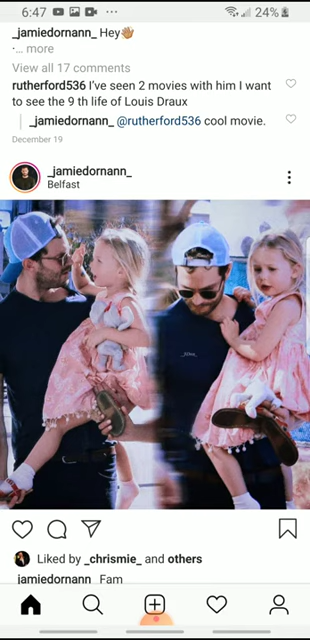 6:47
24%
_jamiedornann_ Hey👋🏽
·... more
View all 17 comments
rutherford536 I've seen 2 movies with him I want
to see the 9 th life of Louis Draux
_jamiedornann_ @rutherford536 cool movie.
December 19
_jamiedornann_
Belfast
Liked by _chrismie_ and others
jamiedornann Fam